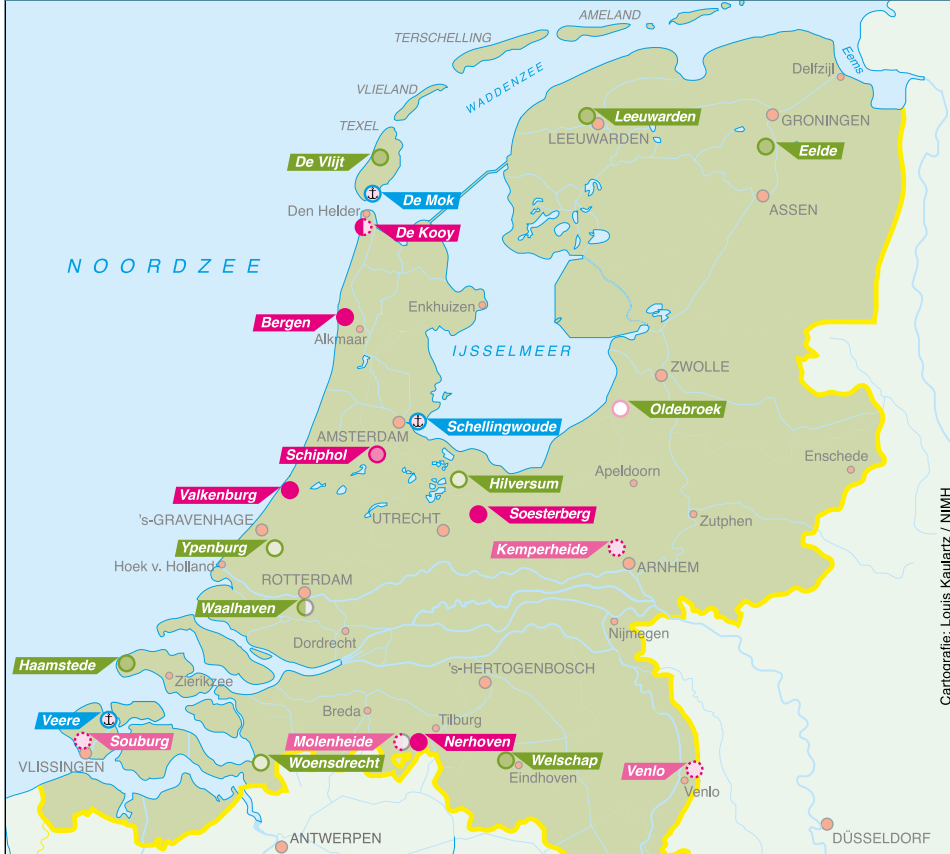 AMELAND
TERSCHELLING
Eems
Delfzijl
WADDENZEE
VLIELAND
Leeuwarden
GRONINGEN
TEXEL
LEEUWARDEN
Eelde
De Vlijt
De Mok
ASSEN
Den Helder
De Kooy
NOORDZEE
Enkhuizen
Bergen
Alkmaar
IJSSELMEER
ZWOLLE
Oldebroek
Schellingwoude
AMSTERDAM
Schiphol
Enschede
Apeldoorn
Hilversum
Valkenburg
Soesterberg
's-GRAVENHAGE
UTRECHT
Zutphen
Ypenburg
Kemperheide
Hoek v. Holland
ARNHEM
ROTTERDAM
Waalhaven
Nijmegen
Dordrecht
Haamstede
's-HERTOGENBOSCH
Zierikzee
Breda
Veere
Tilburg
Souburg
Molenheide
Nerhoven
VLISSINGEN
Woensdrecht
Welschap
Eindhoven
Venlo
Venlo
ANTWERPEN
DÜSSELDORF
Cartografie: Louis Kaulartz / NIMH